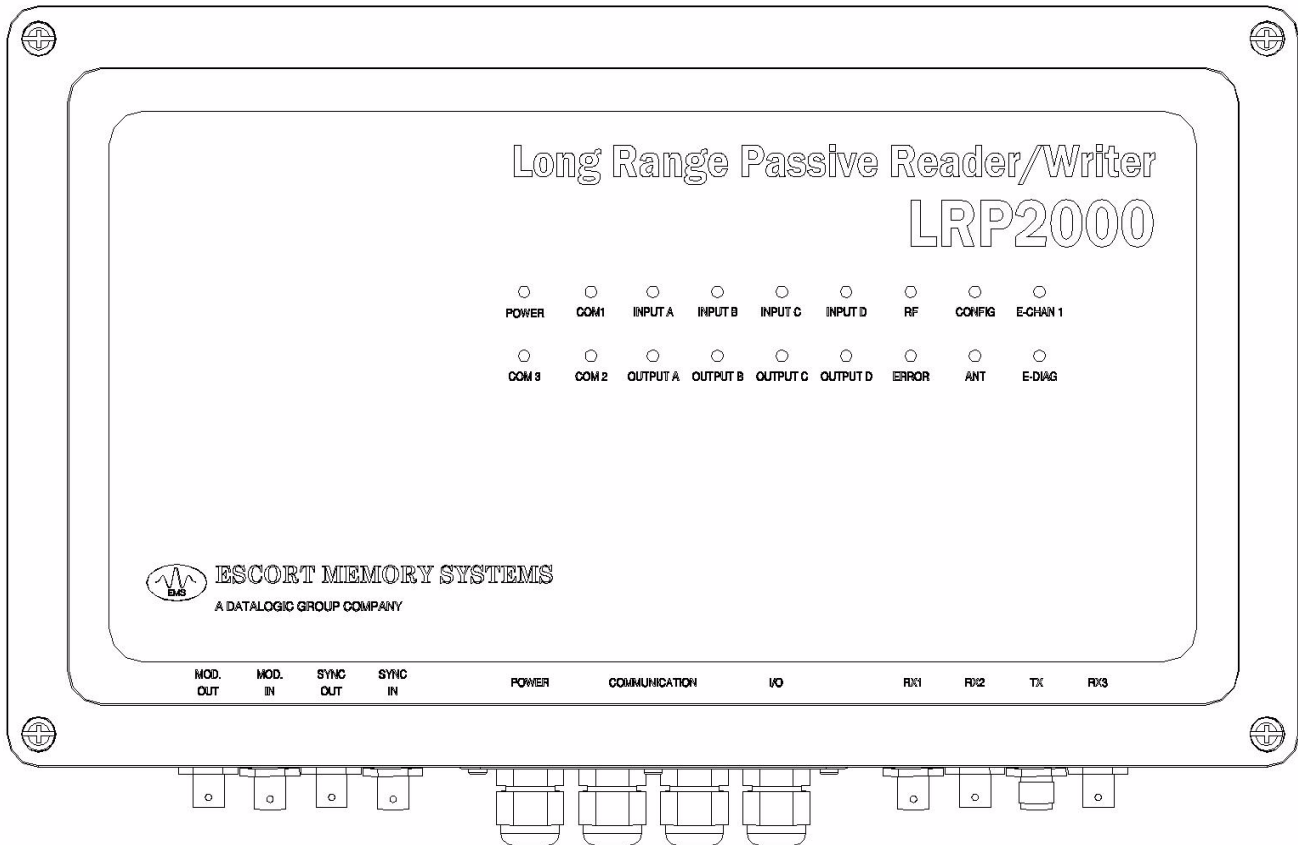 Long Range Passive Reader/Writer
LRP2000
POWER COM1 INPUT A INPUT B INPUT C INPUT D RF CONFIG E-CHAN 1
COM 3 COM 2 OUTPUT A OUTPUT B OUTPUT C OUTPUT D ERROR ANT E-DIAG
EMS
ESCORT MEMORY SYSTEMS
A DATALOGIC GROUP COMPANY
MOD. MOD. SYNC SYNC
OUT IN OUT IN
POWER COMMUNICATION I/O RX1 RX2 TX RX3